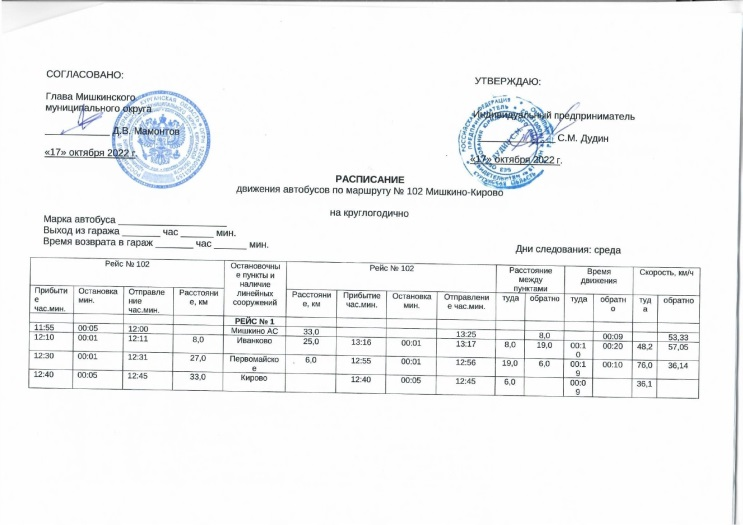 СОГЛАСОВАНО:
Глава Мишкинского
муниципального округа
Д.В. Мамонтов
«17» октября 2022 г.
УТВЕРЖДАЮ:
Индивидуальный предприниматель
С.М. Дудин
«17» октября 2022 г.
РАСПИСАНИЕ
движения автобусов по маршруту № 102 Мишкино-Кирово
на круглогодично
Марка автобуса ____________________
Выход из гаража _______ час ______ мин.
Время возврата в гараж _______ час ______ мин.
Дни следования: среда
Рейс № 102 Остановочные пункты и наличие линейных сооружений Рейс № 102 Расстояние между пунктами Время движения Скорость, км/ч
Прибытие час.мин. Остановка мин. Отправление час.мин. Расстояние, км Расстояние, км Прибытие час.мин. Остановка мин. Отправление час.мин. туда обратно туда обратно туда обратно
РЕЙС № 1
11:55 00:05 12:00 Мишкино АС 33,0 13:25 8,0 00:09 53,33
12:10 00:01 12:11 8,0 Иванково 25,0 13:16 00:01 13:17 8,0 19,0 00:10 00:20 48,2 57,05
12:30 00:01 12:31 27,0 Первомайское 6,0 12:55 00:01 12:56 19,0 6,0 00:19 00:10 76,0 36,14
12:40 00:05 12:45 33,0 Кирово 12:40 00:05 12:45 6,0 00:09 36,1